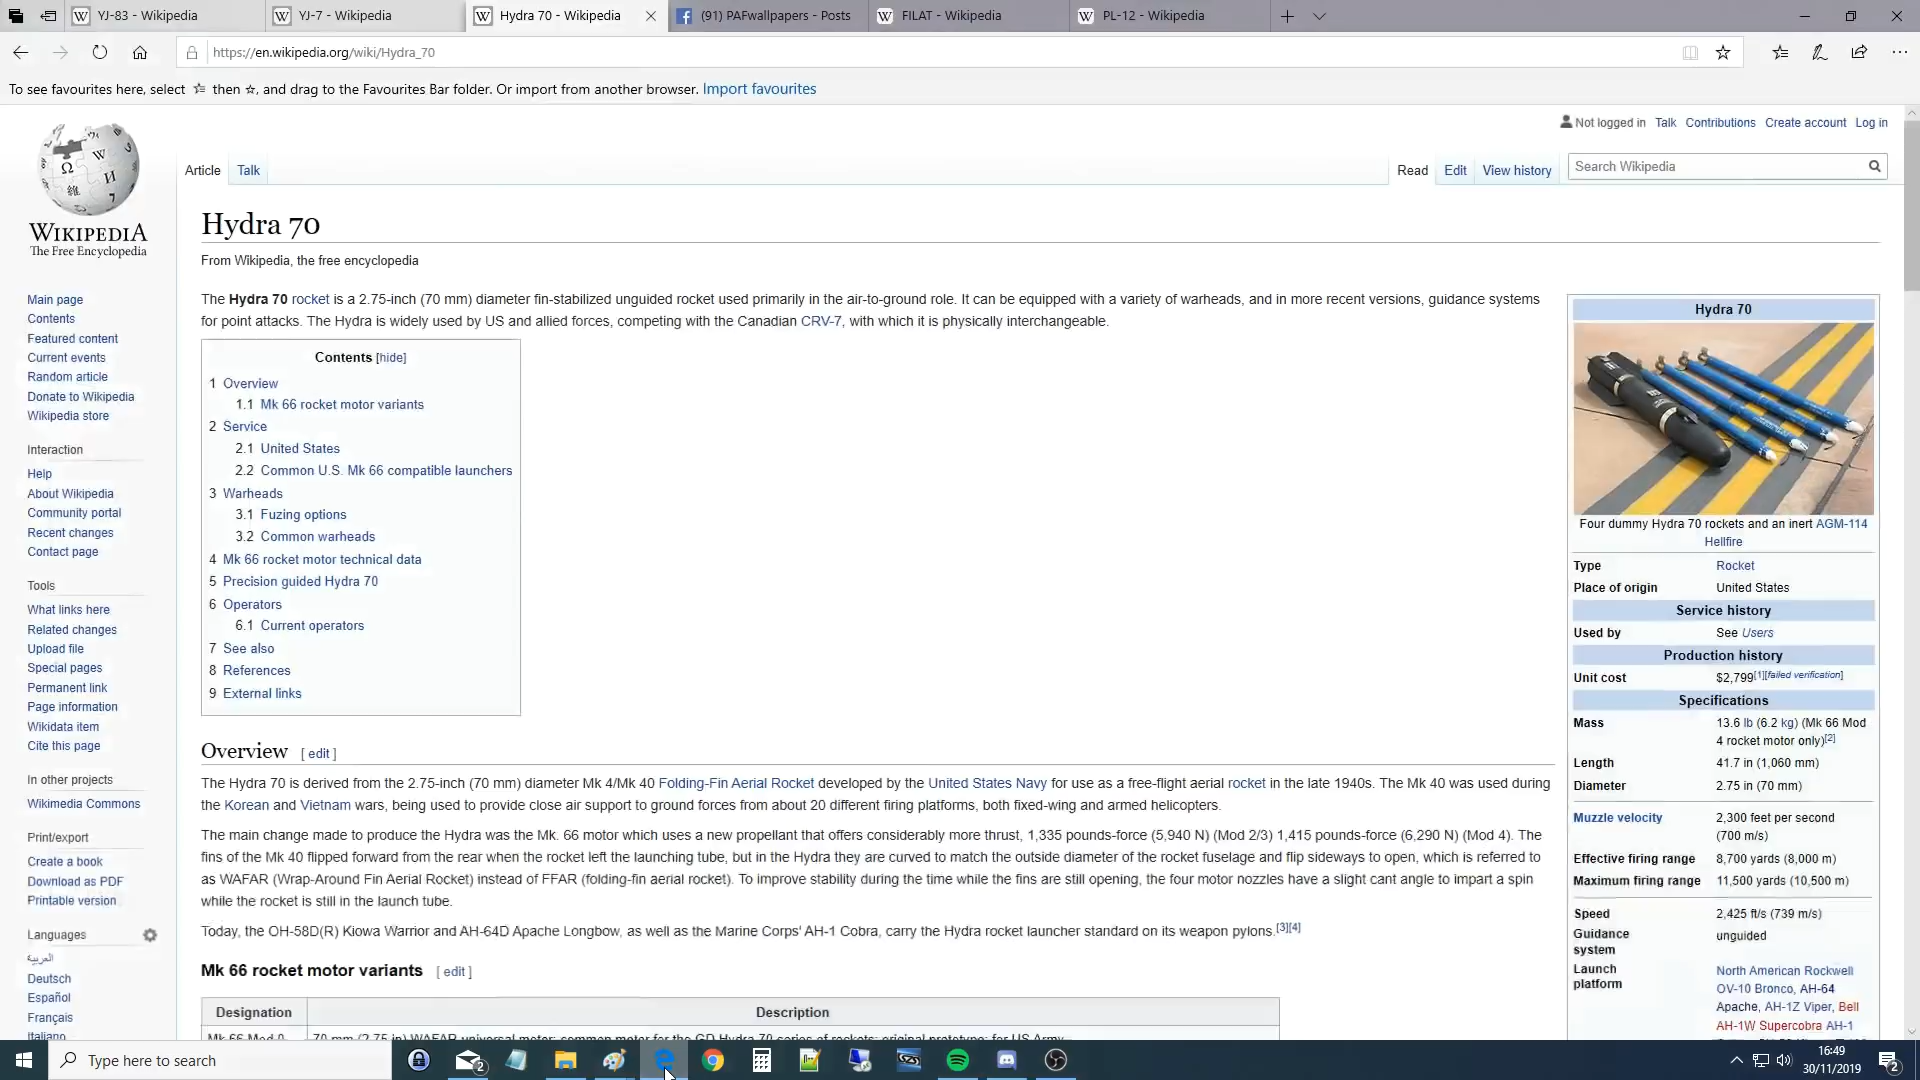 YJ-83 - Wikipedia
YJ-7 - Wikipedia
Hydra 70 - Wikipedia
(91) PAFwallpapers - Posts
FILAT - Wikipedia
PL-12 - Wikipedia
https://en.wikipedia.org/wiki/Hydra_70
To see favourites here, select ☆ then ☆, and drag to the Favourites Bar folder. Or import from another browser. Import favourites
Not logged in Talk Contributions Create account Log in
Article Talk
Read Edit View history
Search Wikipedia
WIKIPEDIA
The Free Encyclopedia
Main page
Contents
Featured content
Current events
Random article
Donate to Wikipedia
Wikipedia store
Interaction
Help
About Wikipedia
Community portal
Recent changes
Contact page
Tools
What links here
Related changes
Upload file
Special pages
Permanent link
Page information
Wikidata item
Cite this page
In other projects
Wikimedia Commons
Print/export
Create a book
Download as PDF
Printable version
Languages
العربية
Deutsch
Español
Français
Italiano
Hydra 70
From Wikipedia, the free encyclopedia
The Hydra 70 rocket is a 2.75-inch (70 mm) diameter fin-stabilized unguided rocket used primarily in the air-to-ground role. It can be equipped with a variety of warheads, and in more recent versions, guidance systems
for point attacks. The Hydra is widely used by US and allied forces, competing with the Canadian CRV-7, with which it is physically interchangeable.
Contents [hide]
1 Overview
1.1 Mk 66 rocket motor variants
2 Service
2.1 United States
2.2 Common U.S. Mk 66 compatible launchers
3 Warheads
3.1 Fuzing options
3.2 Common warheads
4 Mk 66 rocket motor technical data
5 Precision guided Hydra 70
6 Operators
6.1 Current operators
7 See also
8 References
9 External links
Overview [ edit ]
The Hydra 70 is derived from the 2.75-inch (70 mm) diameter Mk 4/Mk 40 Folding-Fin Aerial Rocket developed by the United States Navy for use as a free-flight aerial rocket in the late 1940s. The Mk 40 was used during
the Korean and Vietnam wars, being used to provide close air support to ground forces from about 20 different firing platforms, both fixed-wing and armed helicopters.
The main change made to produce the Hydra was the Mk. 66 motor which uses a new propellant that offers considerably more thrust, 1,335 pounds-force (5,940 N) (Mod 2/3) 1,415 pounds-force (6,290 N) (Mod 4). The
fins of the Mk 40 flipped forward from the rear when the rocket left the launching tube, but in the Hydra they are curved to match the outside diameter of the rocket fuselage and flip sideways to open, which is referred to
as WAFAR (Wrap-Around Fin Aerial Rocket) instead of FFAR (folding-fin aerial rocket). To improve stability during the time while the fins are still opening, the four motor nozzles have a slight cant angle to impart a spin
while the rocket is still in the launch tube.
Today, the OH-58D(R) Kiowa Warrior and AH-64D Apache Longbow, as well as the Marine Corps' AH-1 Cobra, carry the Hydra rocket launcher standard on its weapon pylons.[3][4]
Mk 66 rocket motor variants [ edit ]
Designation Description
Mk 66 Mod 0 70 mm (2.75 in) WAFAR universal motor; common motor for the GD Hydra 70 series of rockets; original prototype; for US Army
Hydra 70
Four dummy Hydra 70 rockets and an inert AGM-114
Hellfire
Type Rocket
Place of origin United States
Service history
Used by See Users
Production history
Unit cost $2,799[1][failed verification]
Specifications
Mass 13.6 lb (6.2 kg) (Mk 66 Mod
4 rocket motor only)[2]
Length 41.7 in (1,060 mm)
Diameter 2.75 in (70 mm)
Muzzle velocity 2,300 feet per second
(700 m/s)
Effective firing range 8,700 yards (8,000 m)
Maximum firing range 11,500 yards (10,500 m)
Speed 2,425 ft/s (739 m/s)
Guidance unguided
system
Launch North American Rockwell
platform OV-10 Bronco, AH-64
Apache, AH-1Z Viper, Bell
AH-1W Supercobra AH-1
Type here to search
2
16:49
30/11/2019
2